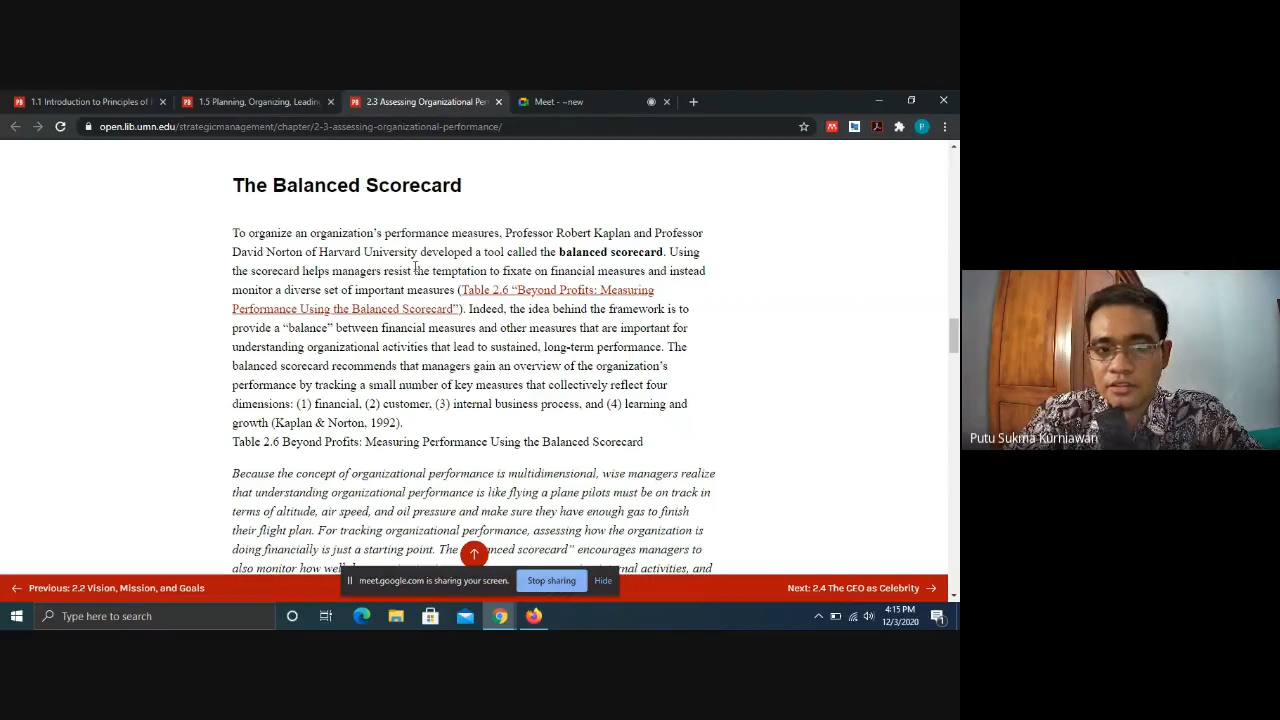 1.1 Introduction to Principles of
1.5 Planning, Organizing, Leading
2.3 Assessing Organizational Per
Meet - ~new
open.lib.umn.edu/strategicmanagement/chapter/2-3-assessing-organizational-performance/
P
The Balanced Scorecard
To organize an organization’s performance measures, Professor Robert Kaplan and Professor
David Norton of Harvard University developed a tool called the balanced scorecard. Using
the scorecard helps managers resist the temptation to fixate on financial measures and instead
monitor a diverse set of important measures (Table 2.6 “Beyond Profits: Measuring
Performance Using the Balanced Scorecard”). Indeed, the idea behind the framework is to
provide a “balance” between financial measures and other measures that are important for
understanding organizational activities that lead to sustained, long-term performance. The
balanced scorecard recommends that managers gain an overview of the organization’s
performance by tracking a small number of key measures that collectively reflect four
dimensions: (1) financial, (2) customer, (3) internal business process, and (4) learning and
growth (Kaplan & Norton, 1992).
Table 2.6 Beyond Profits: Measuring Performance Using the Balanced Scorecard
Because the concept of organizational performance is multidimensional, wise managers realize
that understanding organizational performance is like flying a plane pilots must be on track in
terms of altitude, air speed, and oil pressure and make sure they have enough gas to finish
their flight plan. For tracking organizational performance, assessing how the organization is
doing financially is just a starting point. The scorecard” encourages managers to
also monitor how activities, and
meet.google.com is sharing your screen.
Stop sharing
Hide
Previous: 2.2 Vision, Mission, and Goals
Next: 2.4 The CEO as Celebrity
Type here to search
4:15 PM
12/3/2020
Putu Sukma Kurniawan